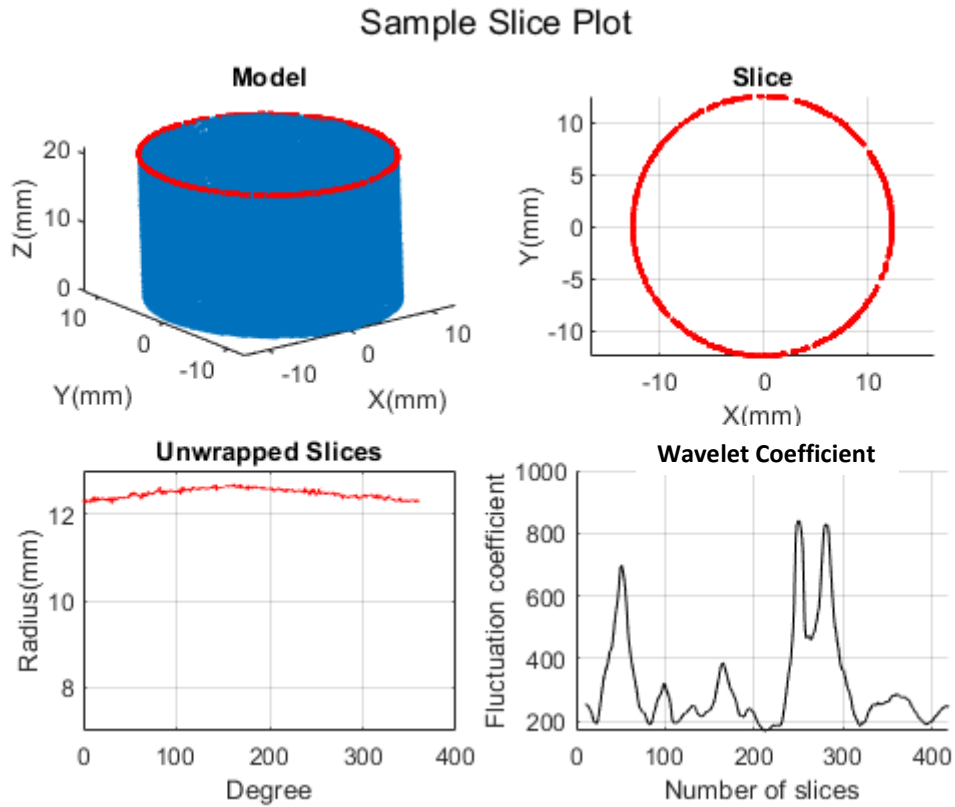 Sample Slice Plot
Model
20
10
0
Z(mm)
10
0
-10
Y(mm)
-10
0
10
X(mm)
Slice
10
5
0
-5
-10
Y(mm)
-10
0
10
X(mm)
Unwrapped Slices
12
10
8
Radius(mm)
0
100
200
300
400
Degree
Wavelet Coefficient
1000
800
600
400
200
Fluctuation coefficient
0
100
200
300
400
Number of slices